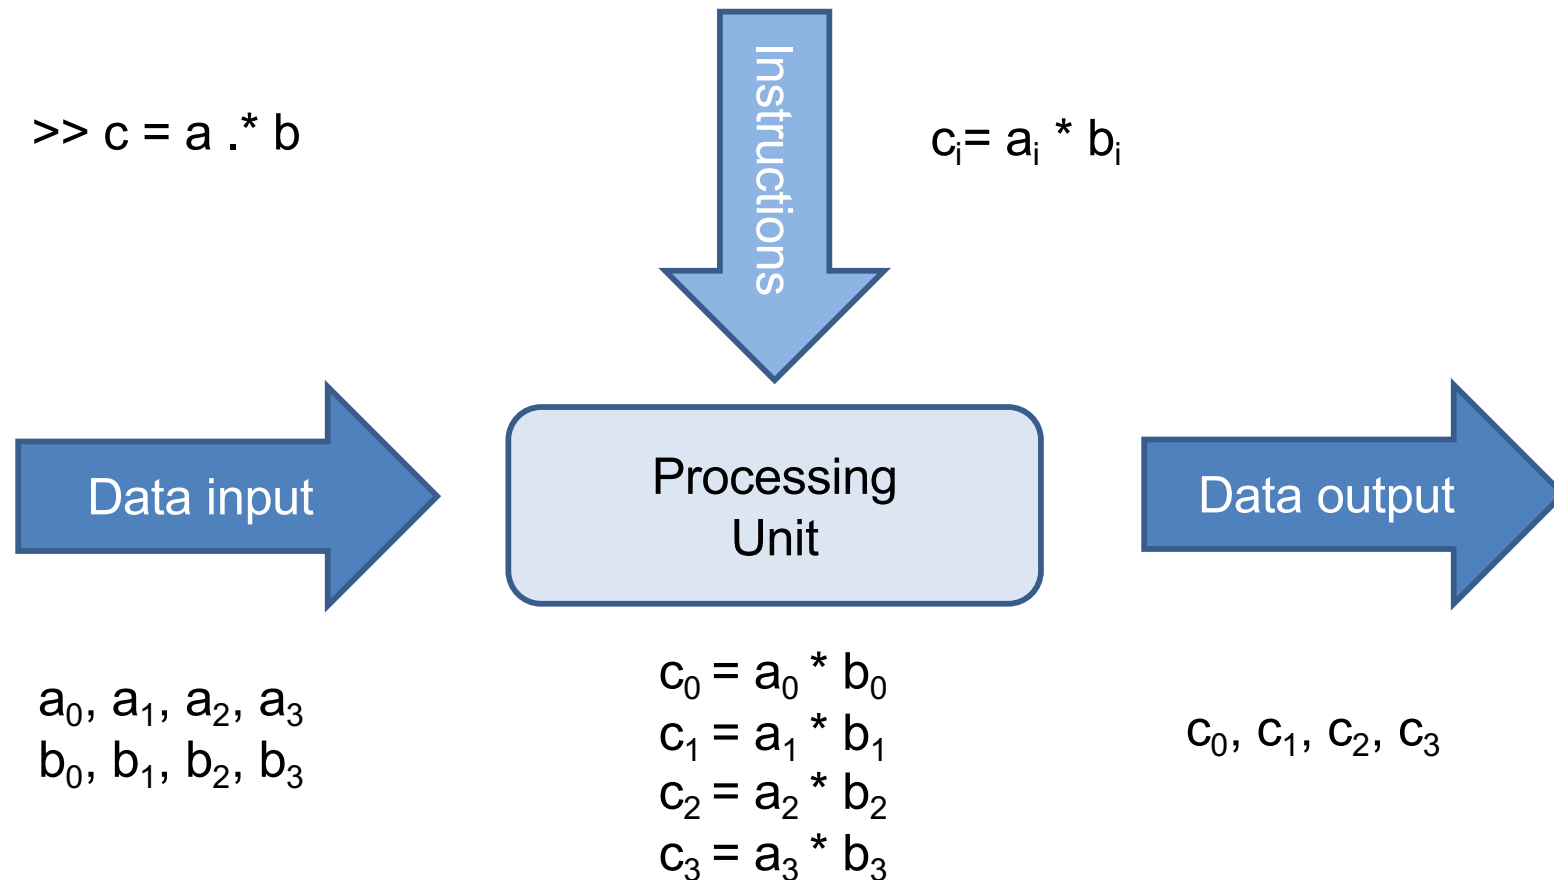 >> c = a .* b
Instructions
cᵢ= aᵢ * bᵢ
Data input
Processing
Unit
Data output
a₀, a₁, a₂, a₃
b₀, b₁, b₂, b₃
c₀ = a₀ * b₀
c₁ = a₁ * b₁
c₂ = a₂ * b₂
c₃ = a₃ * b₃
c₀, c₁, c₂, c₃